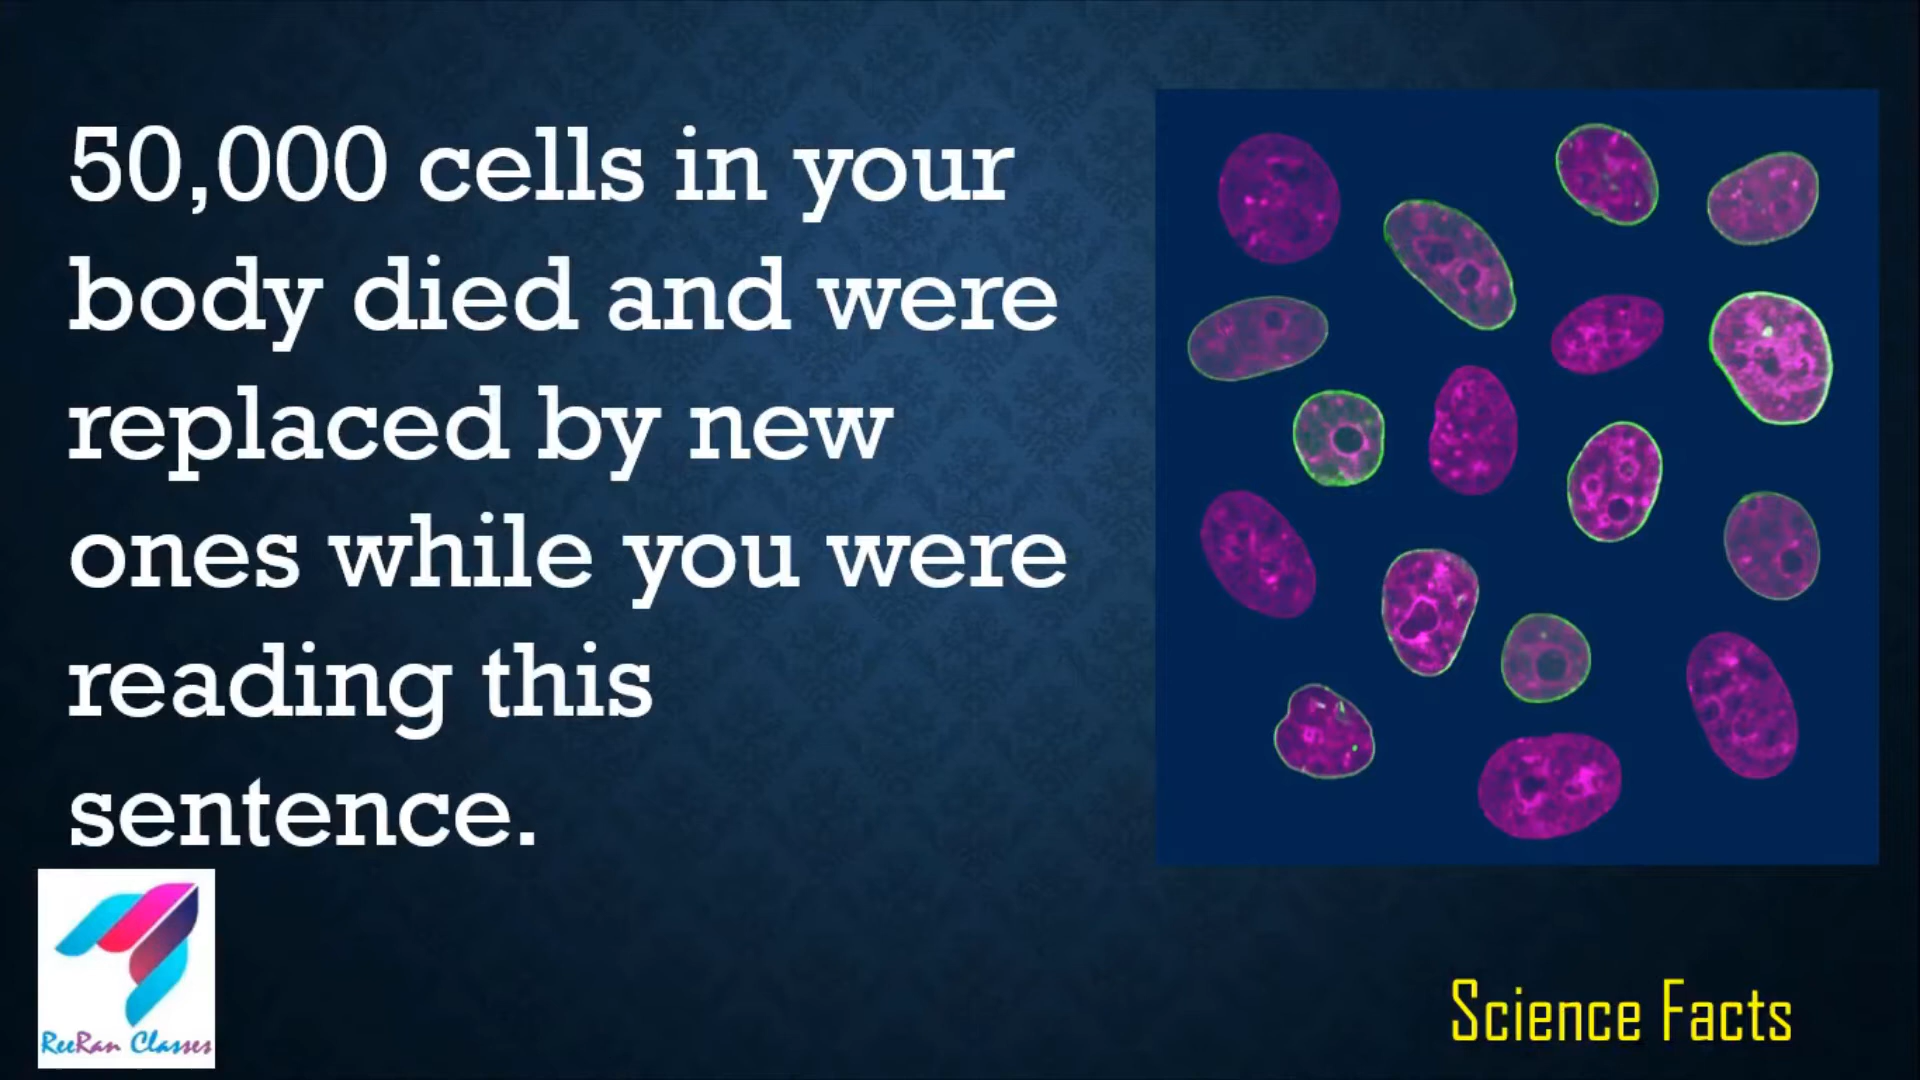 50,000 cells in your
body died and were
replaced by new
ones while you were
reading this
sentence.
ReeRan Classes
Science Facts